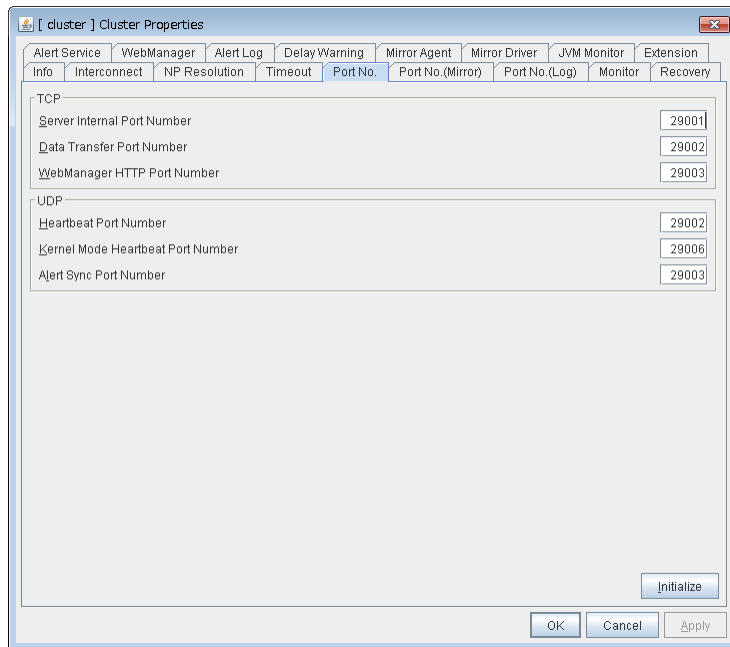 [ cluster ] Cluster Properties
Alert Service WebManager Alert Log Delay Warning Mirror Agent Mirror Driver JVM Monitor Extension
Info Interconnect NP Resolution Timeout Port No. Port No.(Mirror) Port No.(Log) Monitor Recovery
TCP
Server Internal Port Number 29001
Data Transfer Port Number 29002
WebManager HTTP Port Number 29003
UDP
Heartbeat Port Number 29002
Kernel Mode Heartbeat Port Number 29006
Alert Sync Port Number 29003
Initialize
OK Cancel Apply